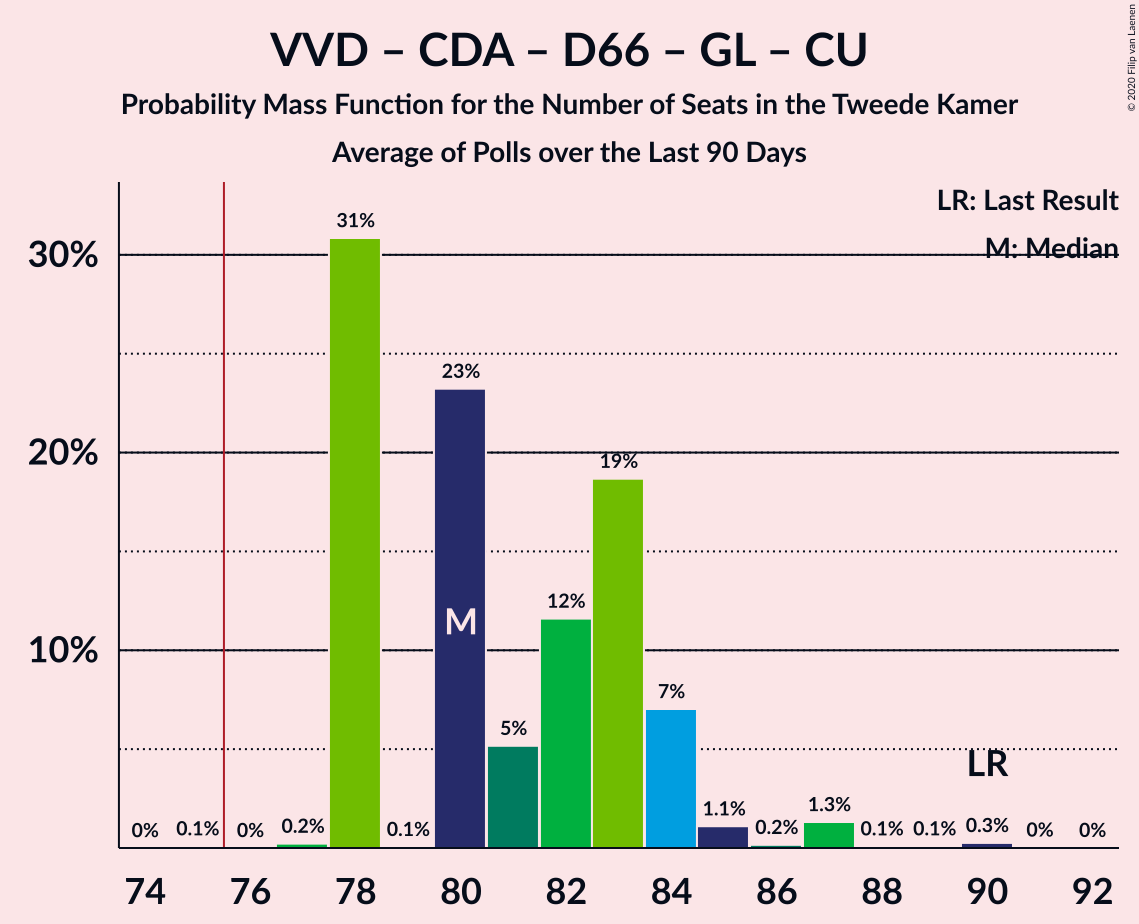 VVD – CDA – D66 – GL – CU
Probability Mass Function for the Number of Seats in the Tweede Kamer
Average of Polls over the Last 90 Days
© 2020 Filip van Laenen
LR: Last Result
M: Median
30%
20%
10%
0%
0.1%
0%
0.2%
31%
0.1%
23%
5%
12%
19%
7%
1.1%
0.2%
1.3%
0.1%
0.1%
0.3%
0%
0%
M
LR
74 76 78 80 82 84 86 88 90 92